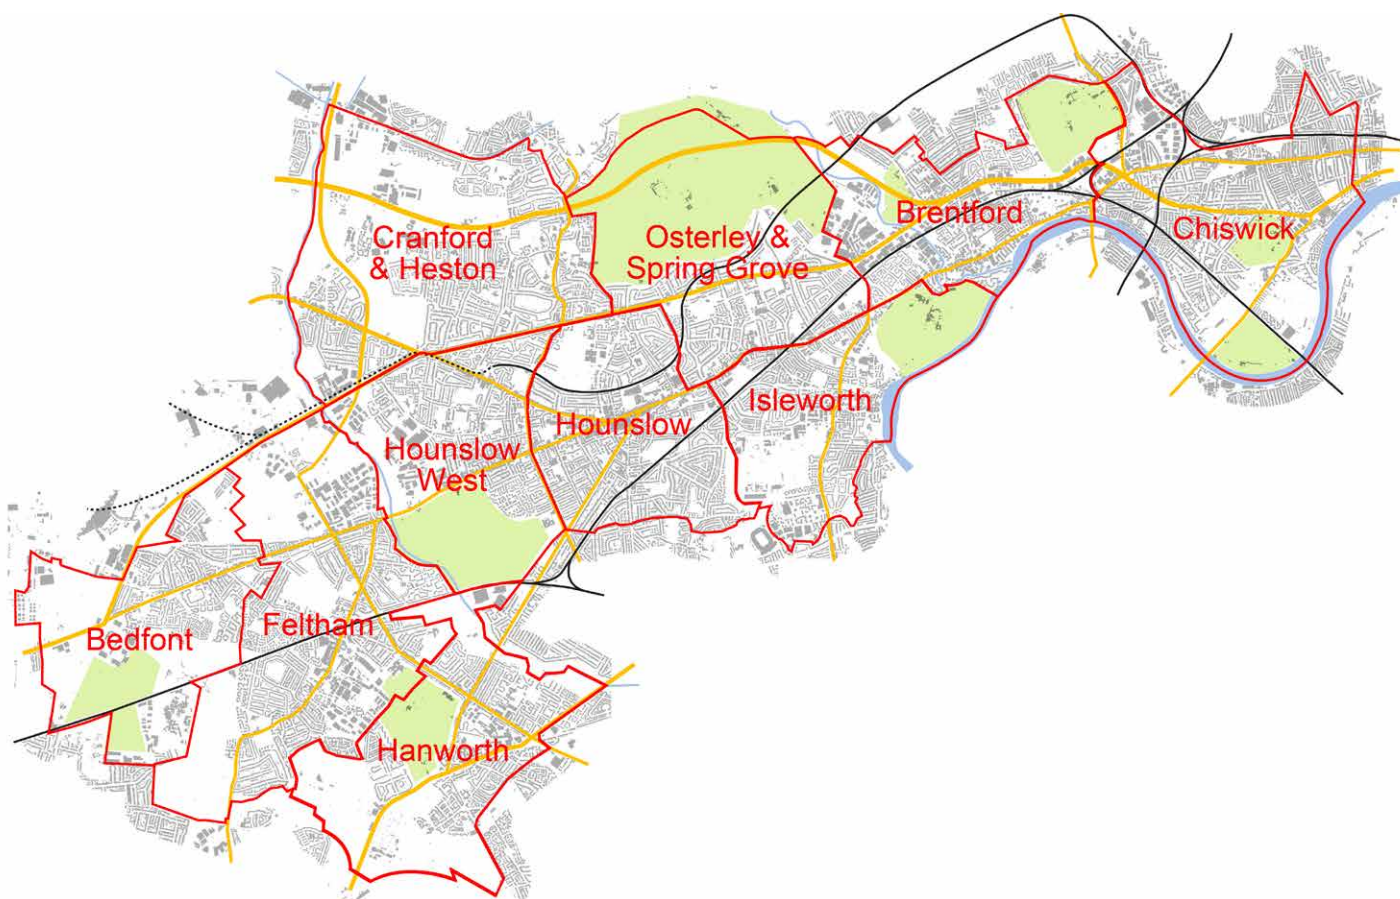 Cranford
& Heston
Osterley &
Spring Grove
Brentford
Chiswick
Hounslow
West
Hounslow
Isleworth
Bedfont
Feltham
Hanworth